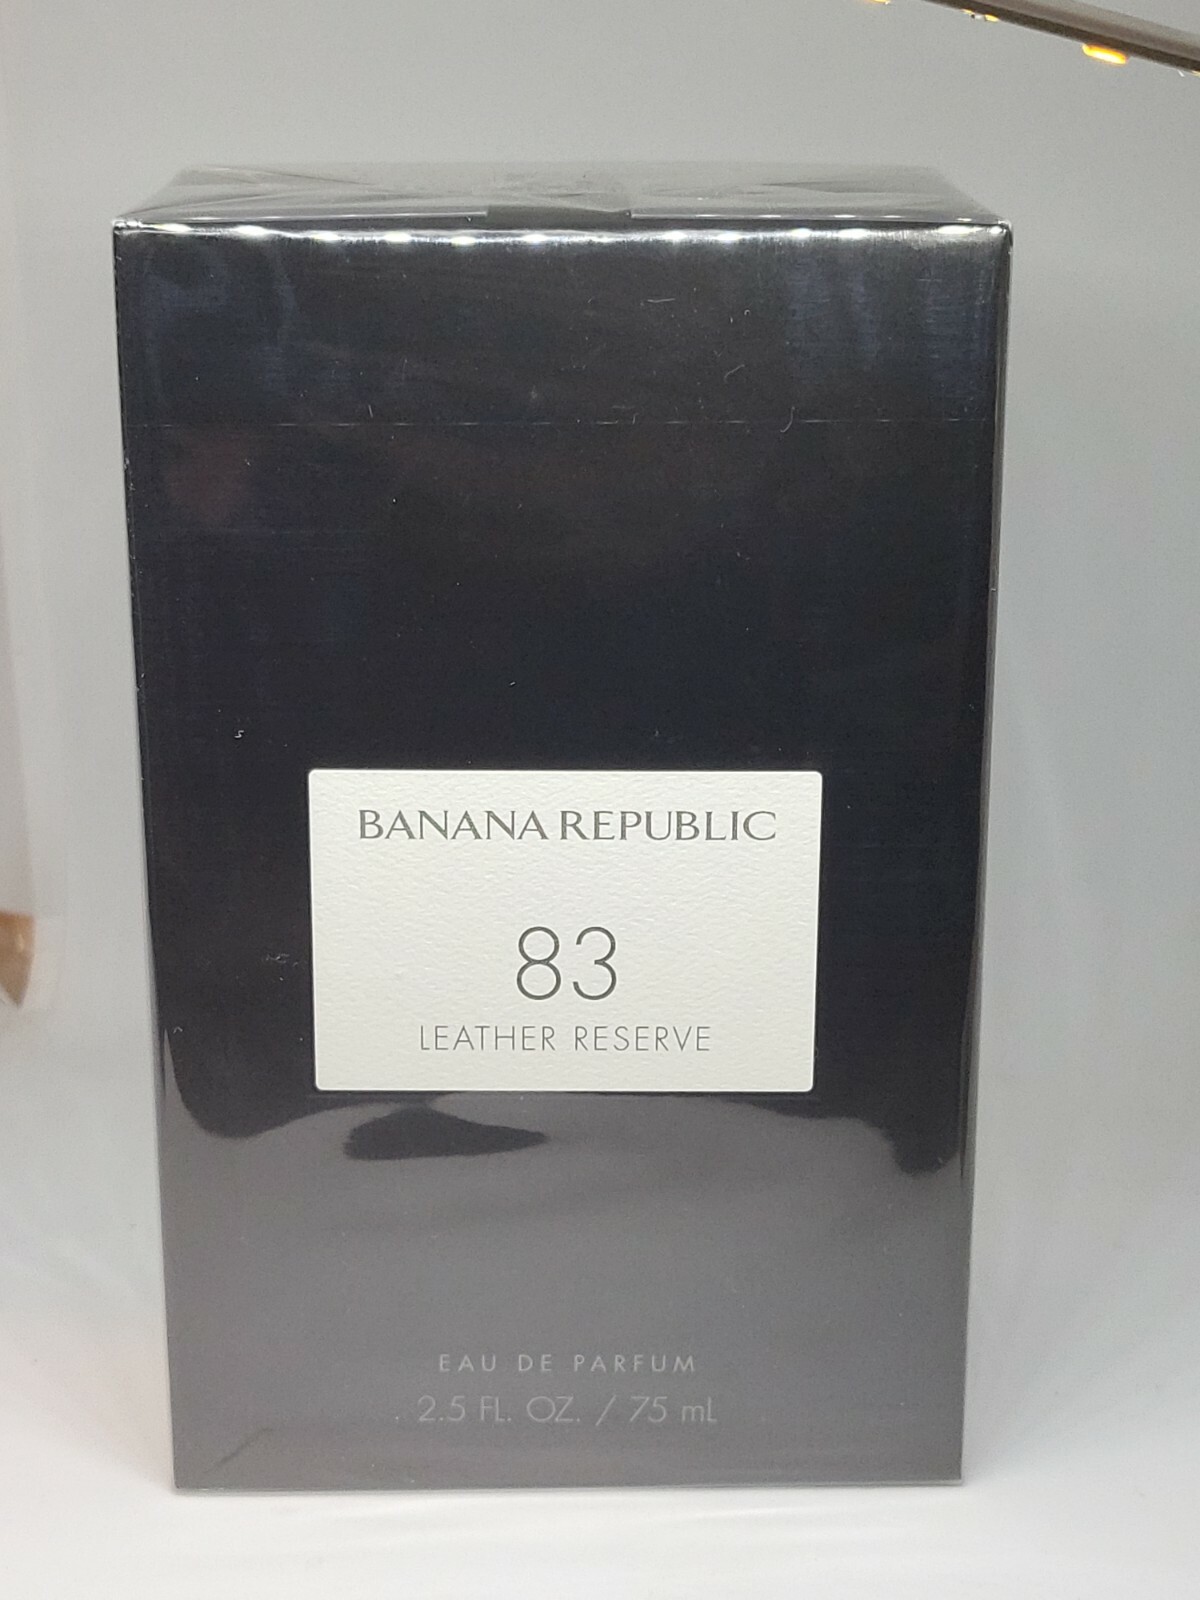 BANANA REPUBLIC
83
LEATHER RESERVE
EAU DE PARFUM
2.5 FL. OZ. / 75 mL